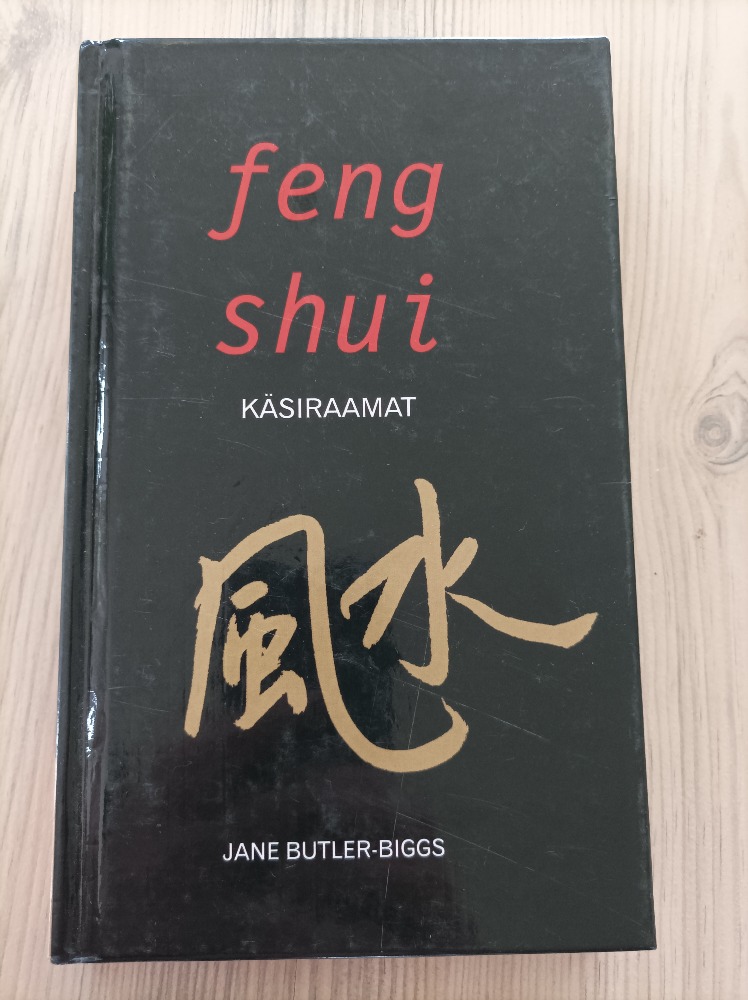 feng
shui
KÄSIRAAMAT
風水
JANE BUTLER-BIGGS